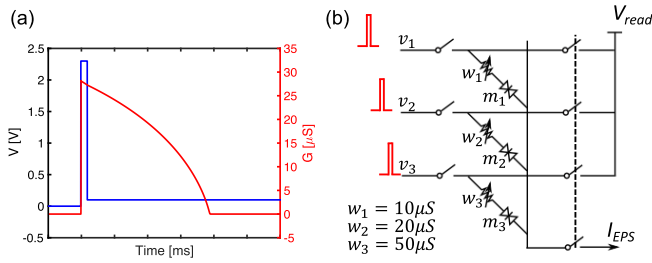 (a)
2.5
2
1.5
1
0.5
0
-0.5
V [V]
35
30
25
20
15
10
5
0
-5
G [μS]
Time [ms]
(b)
V_read
v_1
w_1
m_1
v_2
w_2
m_2
v_3
w_3
m_3
w_1 = 10μS
w_2 = 20μS
w_3 = 50μS
I_EPS